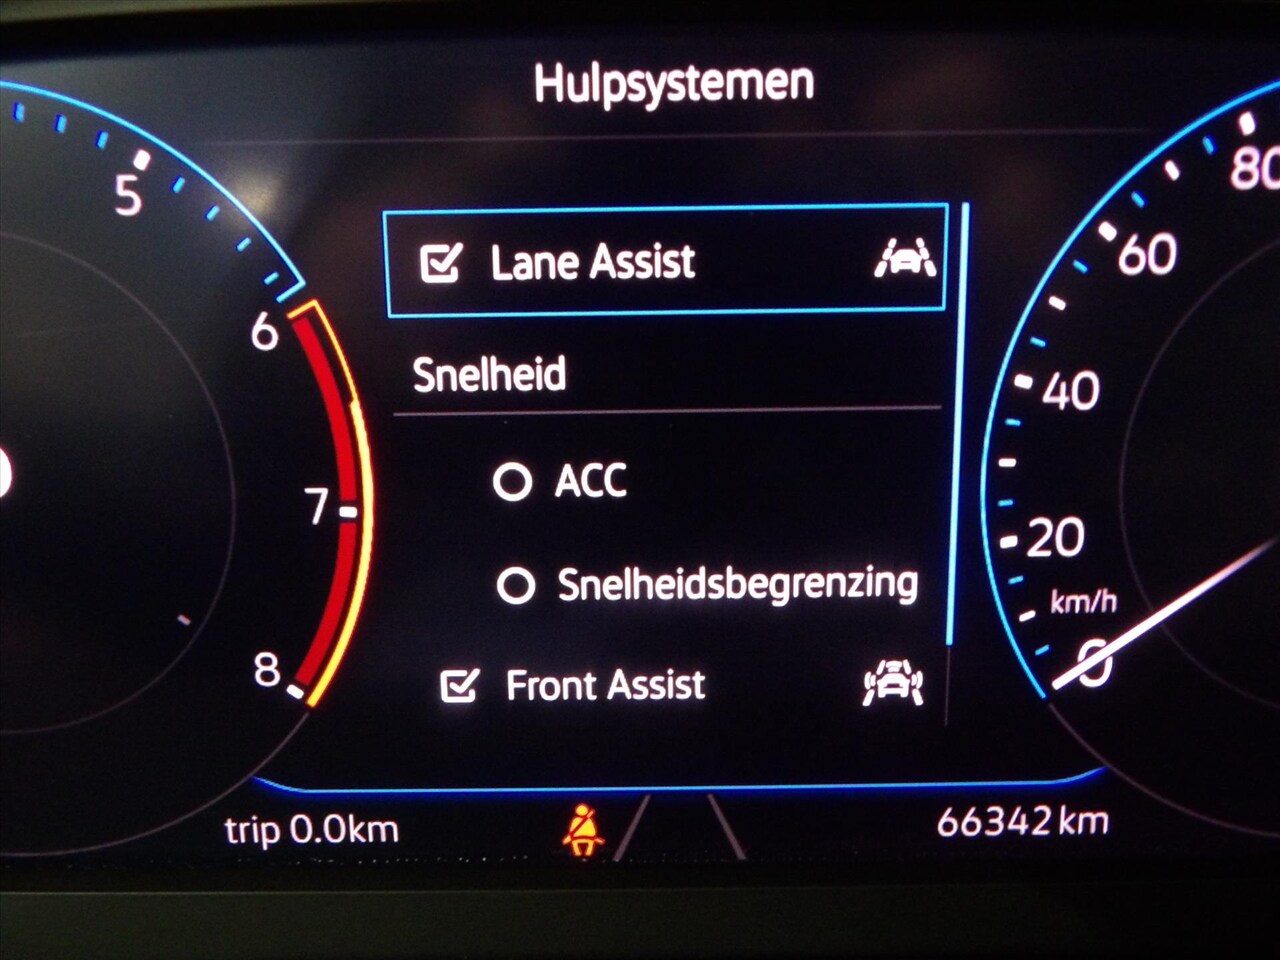 Hulpsystemen
5
6
7
8
Lane Assist
Snelheid
ACC
Snelheidsbegrenzing
Front Assist
80
60
40
20
km/h
0
trip 0.0km
66342 km